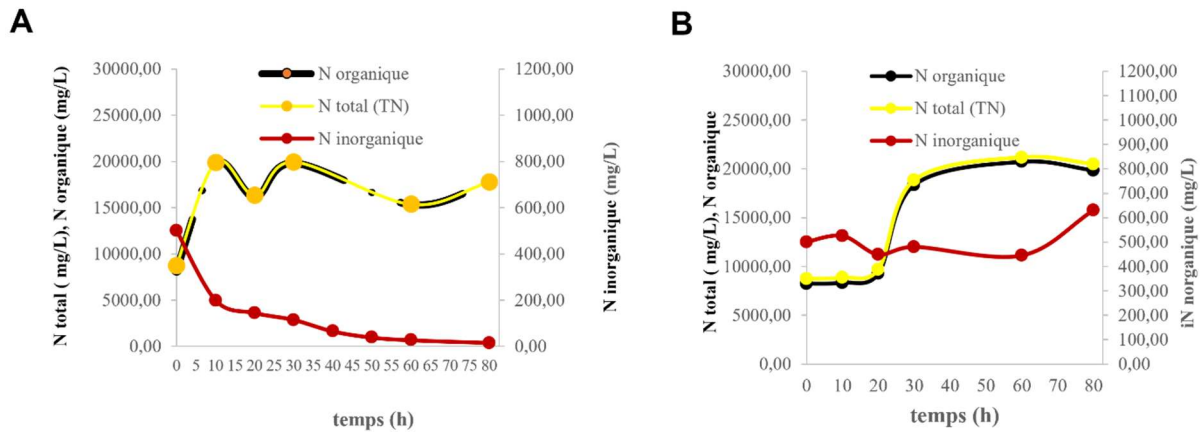 A
B
N total ( mg/L), N organique (mg/L)
30000,00
25000,00
20000,00
15000,00
10000,00
5000,00
0,00
N organique
N total (TN)
N inorganique
1200,00
1000,00
800,00
600,00
400,00
200,00
0,00
N inorganique (mg/L)
0 5 10 15 20 25 30 35 40 45 50 55 60 65 70 75 80
temps (h)
N total ( mg/L), N organique
30000,00
25000,00
20000,00
15000,00
10000,00
5000,00
0,00
N organique
N total (TN)
N inorganique
1200,00
1100,00
1000,00
900,00
800,00
700,00
600,00
500,00
400,00
300,00
200,00
100,00
0,00
iN norganique (mg/L)
0 10 20 30 40 50 60 70 80
temps (h)